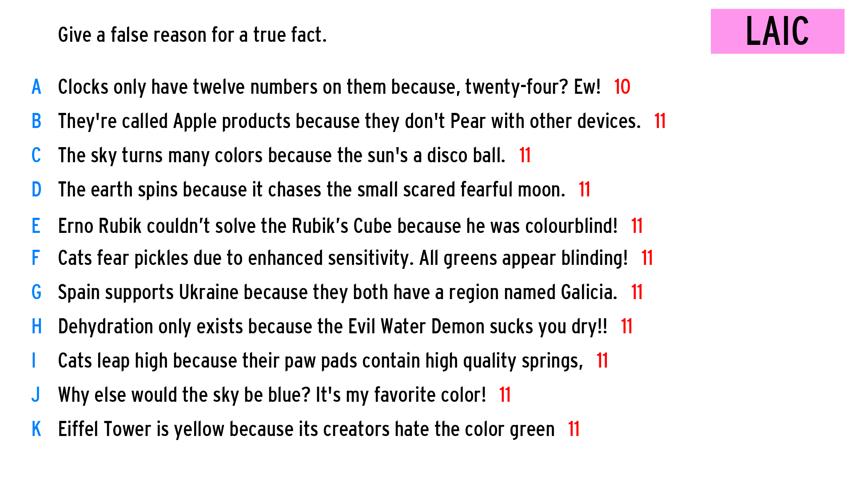 Give a false reason for a true fact.
LAIC
A Clocks only have twelve numbers on them because, twenty-four? Ew! 10
B They're called Apple products because they don't Pear with other devices. 11
C The sky turns many colors because the sun's a disco ball. 11
D The earth spins because it chases the small scared fearful moon. 11
E Erno Rubik couldn’t solve the Rubik’s Cube because he was colourblind! 11
F Cats fear pickles due to enhanced sensitivity. All greens appear blinding! 11
G Spain supports Ukraine because they both have a region named Galicia. 11
H Dehydration only exists because the Evil Water Demon sucks you dry!! 11
I Cats leap high because their paw pads contain high quality springs, 11
J Why else would the sky be blue? It's my favorite color! 11
K Eiffel Tower is yellow because its creators hate the color green 11